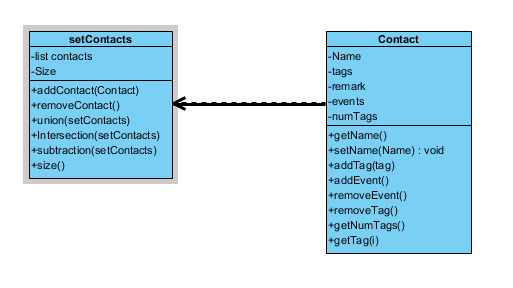 setContacts
-list contacts
-Size
+addContact(Contact)
+removeContact()
+union(setContacts)
+Intersection(setContacts)
+subtraction(setContacts)
+size()
Contact
-Name
-tags
-remark
-events
-numTags
+getName()
+setName(Name) : void
+addTag(tag)
+addEvent()
+removeEvent()
+removeTag()
+getNumTags()
+getTag(i)